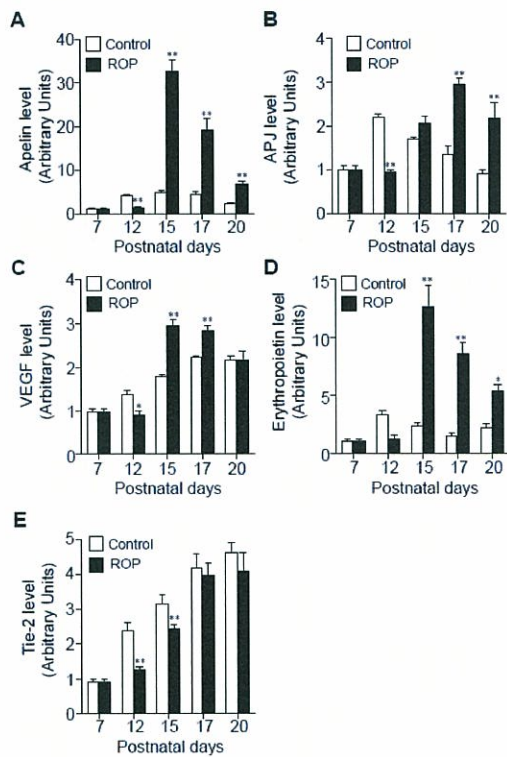 A
Apelin level
(Arbitrary Units)
40
30
20
10
0
Control
ROP
**
**
**
**
7 12 15 17 20
Postnatal days
B
APJ level
(Arbitrary Units)
4
3
2
1
0
Control
ROP
**
**
**
7 12 15 17 20
Postnatal days
C
VEGF level
(Arbitrary Units)
4
3
2
1
0
Control
ROP
*
**
**
7 12 15 17 20
Postnatal days
D
Erythropoietin level
(Arbitrary Units)
15
10
5
0
Control
ROP
**
**
*
7 12 15 17 20
Postnatal days
E
Tie-2 level
(Arbitrary Units)
5
4
3
2
1
0
Control
ROP
**
**
7 12 15 17 20
Postnatal days